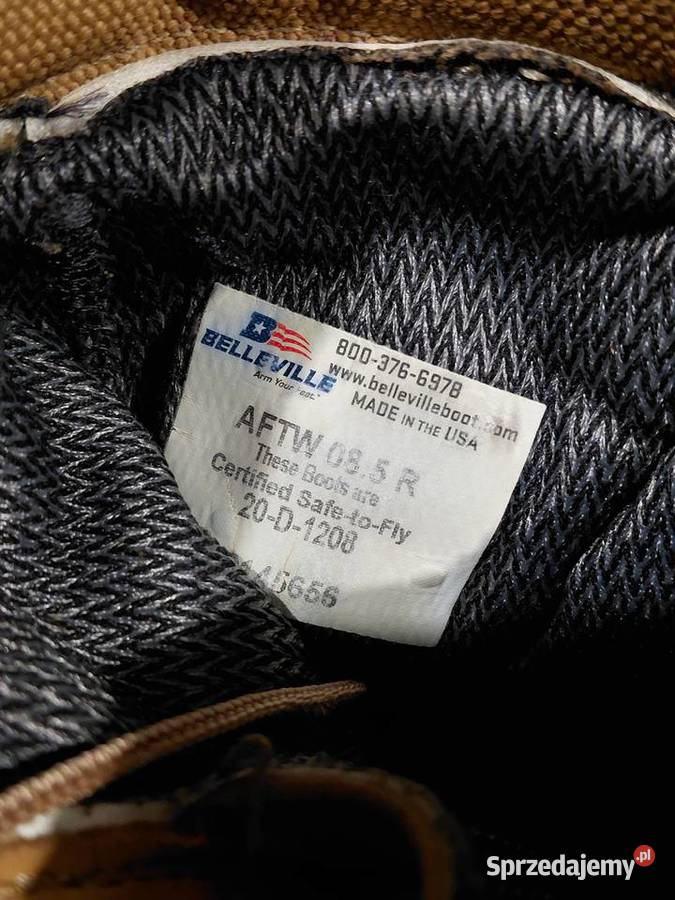 B
BELLEVILLE
Arm Your Feet.
800-376-6978
www.bellevilleboot.com
MADE IN THE USA
AFTW 08.5 R
These Boots are
Certified Safe-to-Fly
20-D-1208
145656
Sprzedajemy.pl